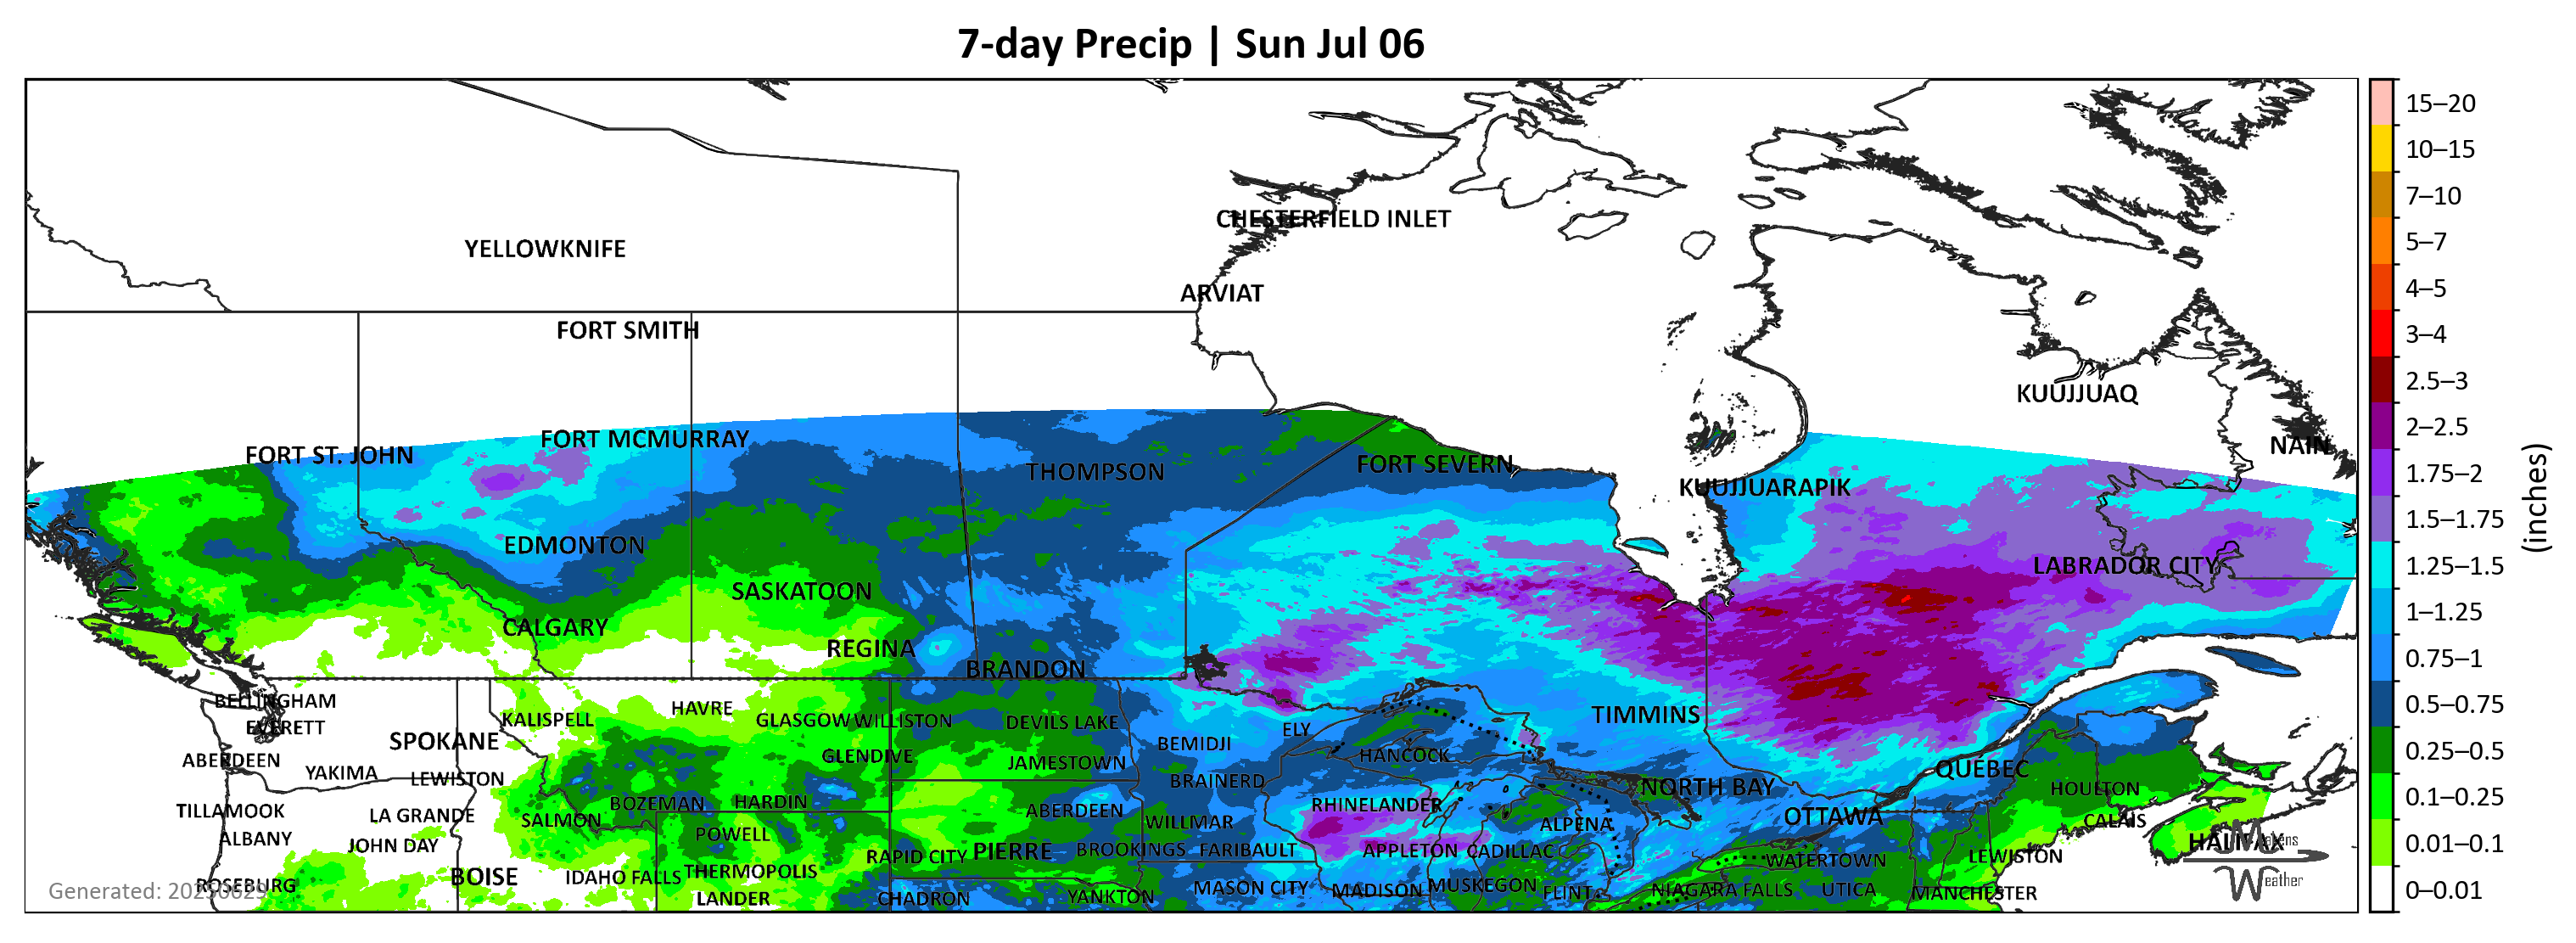 7-day Precip | Sun Jul 06
CHESTERFIELD INLET
YELLOWKNIFE
ARVIAT
FORT SMITH
KUUJJUAQ
FORT ST. JOHN
FORT MCMURRAY
NAIN
THOMPSON
FORT SEVERN
KUUJJUARAPIK
EDMONTON
LABRADOR CITY
SASKATOON
CALGARY
REGINA
BRANDON
BELLINGHAM
KALISPELL
HAVRE
GLASGOW
WILLISTON
DEVILS LAKE
TIMMINS
EVERETT
ELY
SPOKANE
BEMIDJI
ABERDEEN
GLENDIVE
JAMESTOWN
HANCOCK
QUÉBEC
YAKIMA
LEWISTON
BRAINERD
NORTH BAY
HOULTON
TILLAMOOK
LA GRANDE
BOZEMAN
HARDIN
ABERDEEN
RHINELANDER
OTTAWA
SALMON
WILLMAR
ALPENA
CALAIS
ALBANY
JOHN DAY
POWELL
HALIFAX
RAPID CITY
PIERRE
BROOKINGS
FARIBAULT
APPLETON
CADILLAC
WATERTOWN
LEWISTON
BOISE
IDAHO FALLS
THERMOPOLIS
ROSEBURG
MASON CITY
MADISON
MUSKEGON
FLINT
NIAGARA FALLS
UTICA
MANCHESTER
LANDER
CHADRON
YANKTON
Weather
15–20
10–15
7–10
5–7
4–5
3–4
2.5–3
2–2.5
1.75–2
1.5–1.75
1.25–1.5
1–1.25
0.75–1
0.5–0.75
0.25–0.5
0.1–0.25
0.01–0.1
0–0.01
(inches)